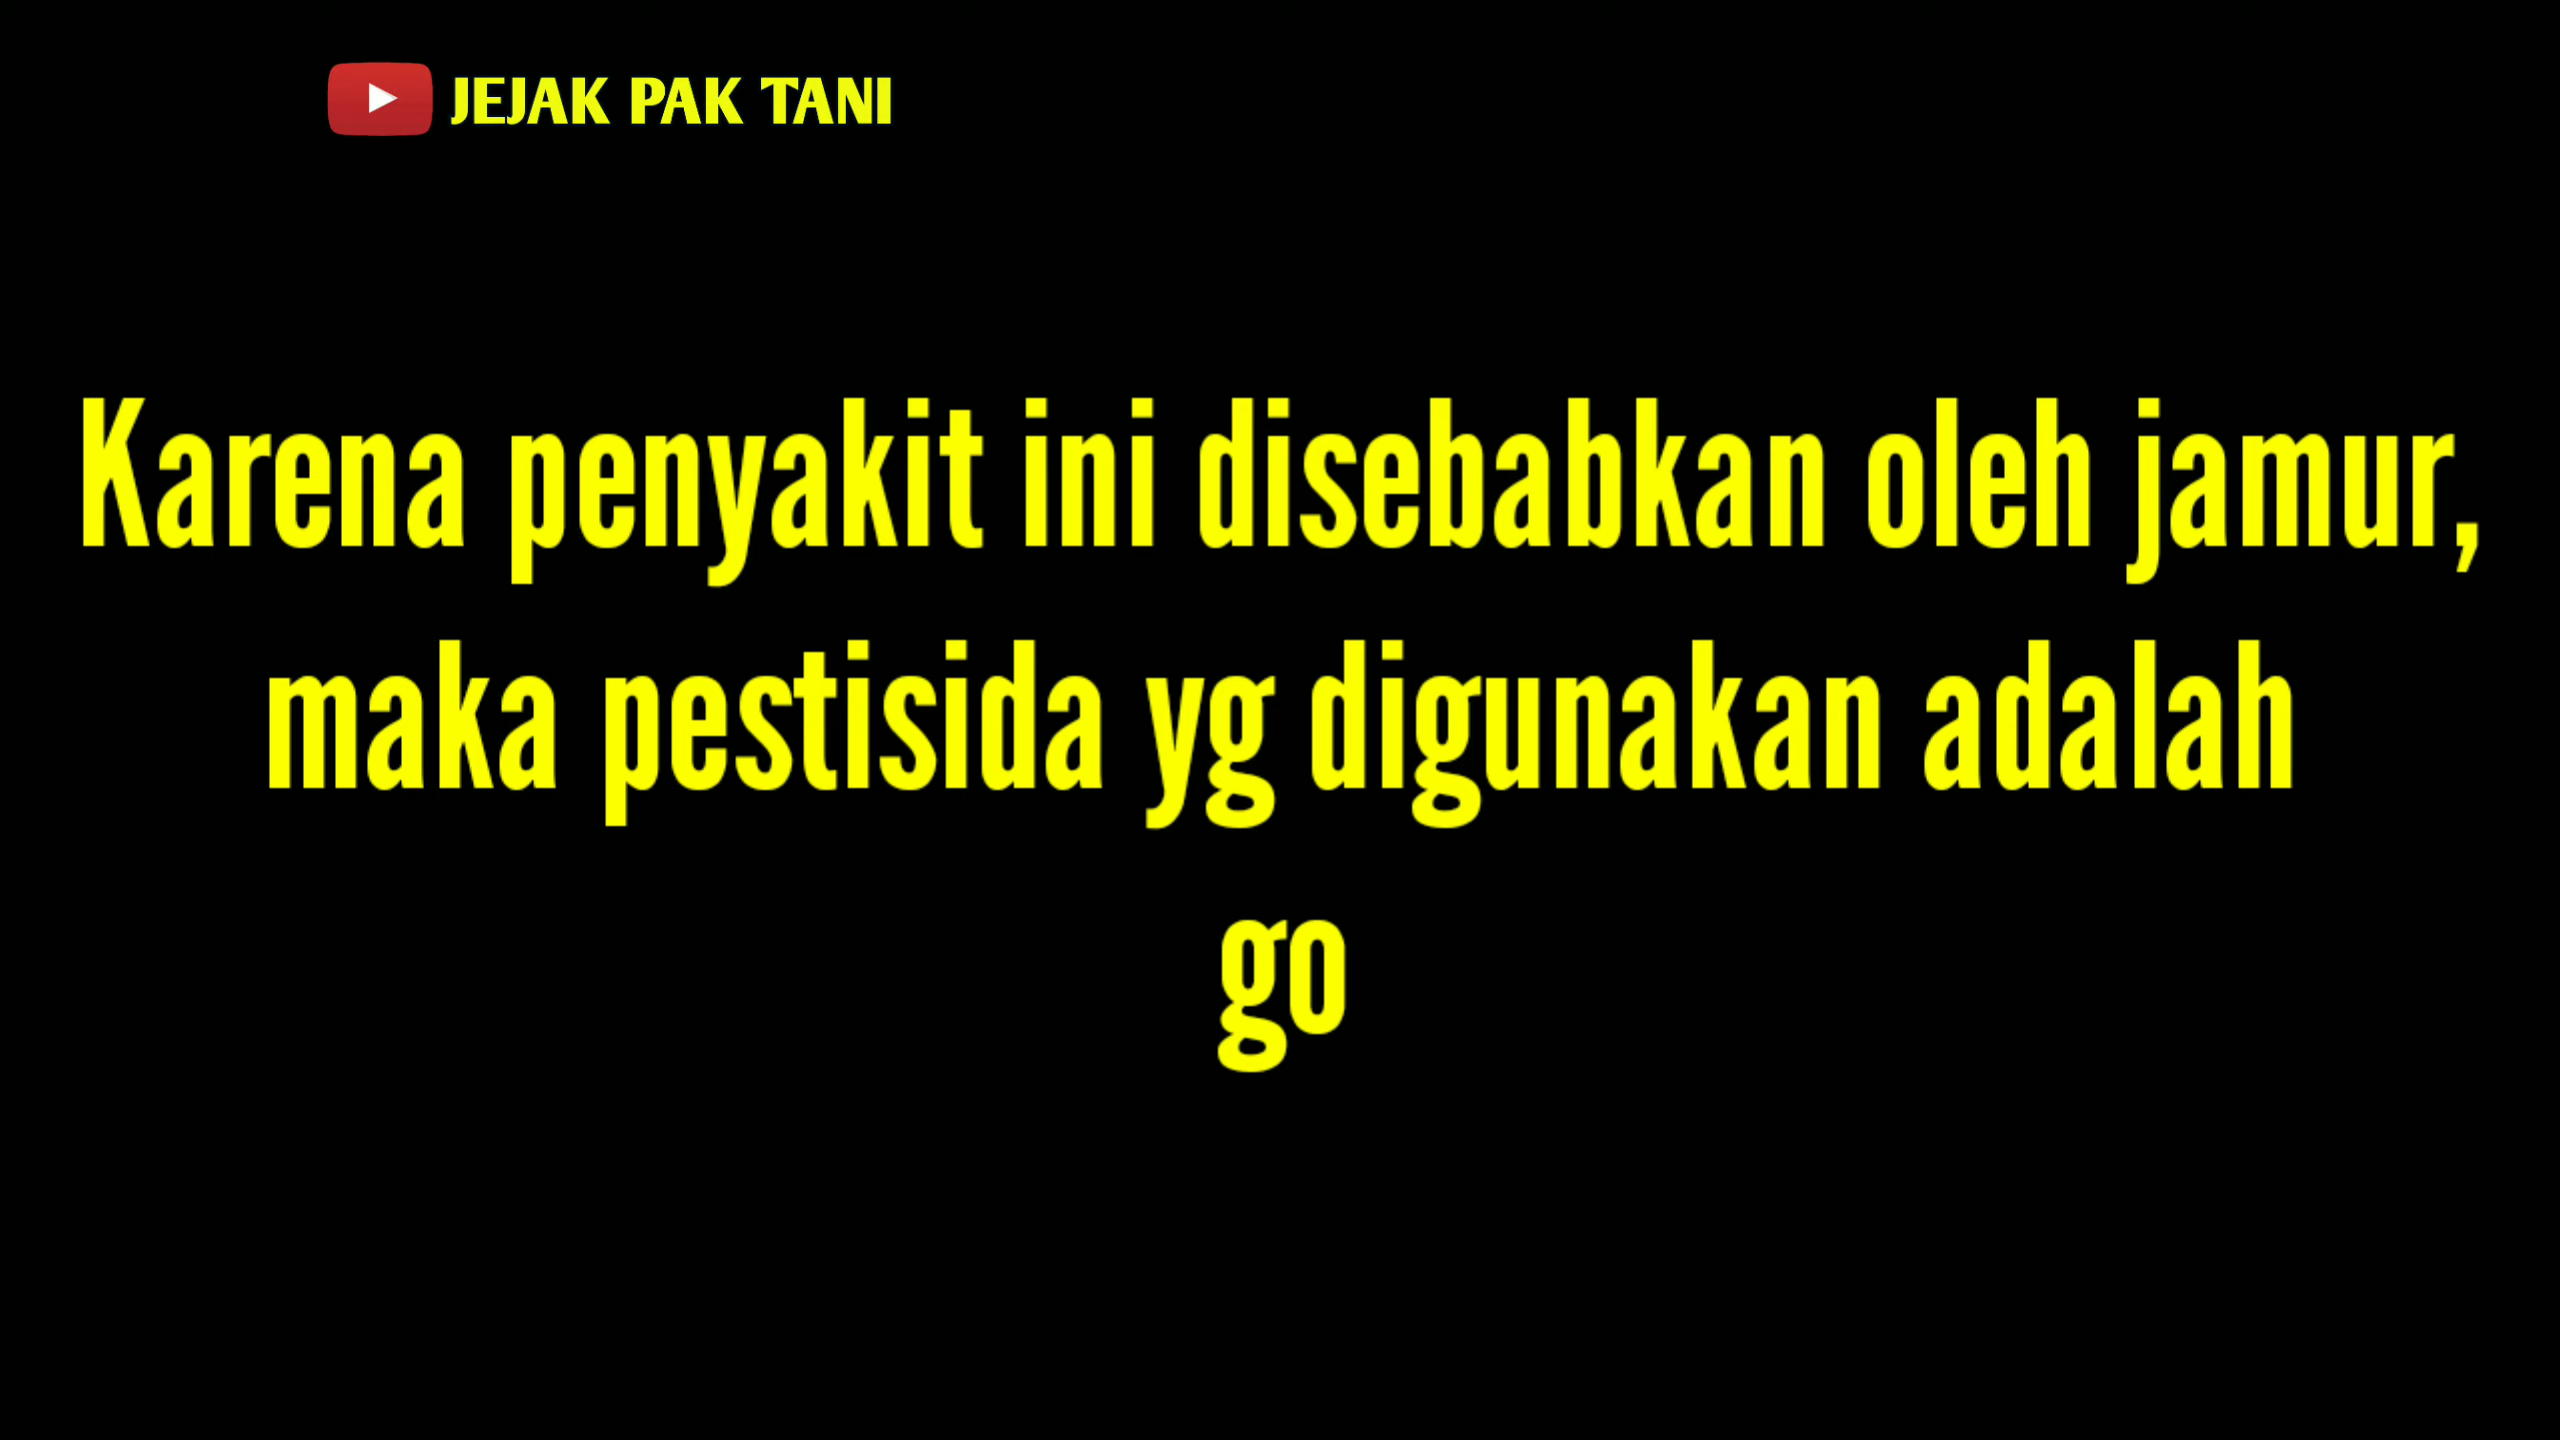 JEJAK PAK TANI
Karena penyakit ini disebabkan oleh jamur,
maka pestisida yg digunakan adalah
go